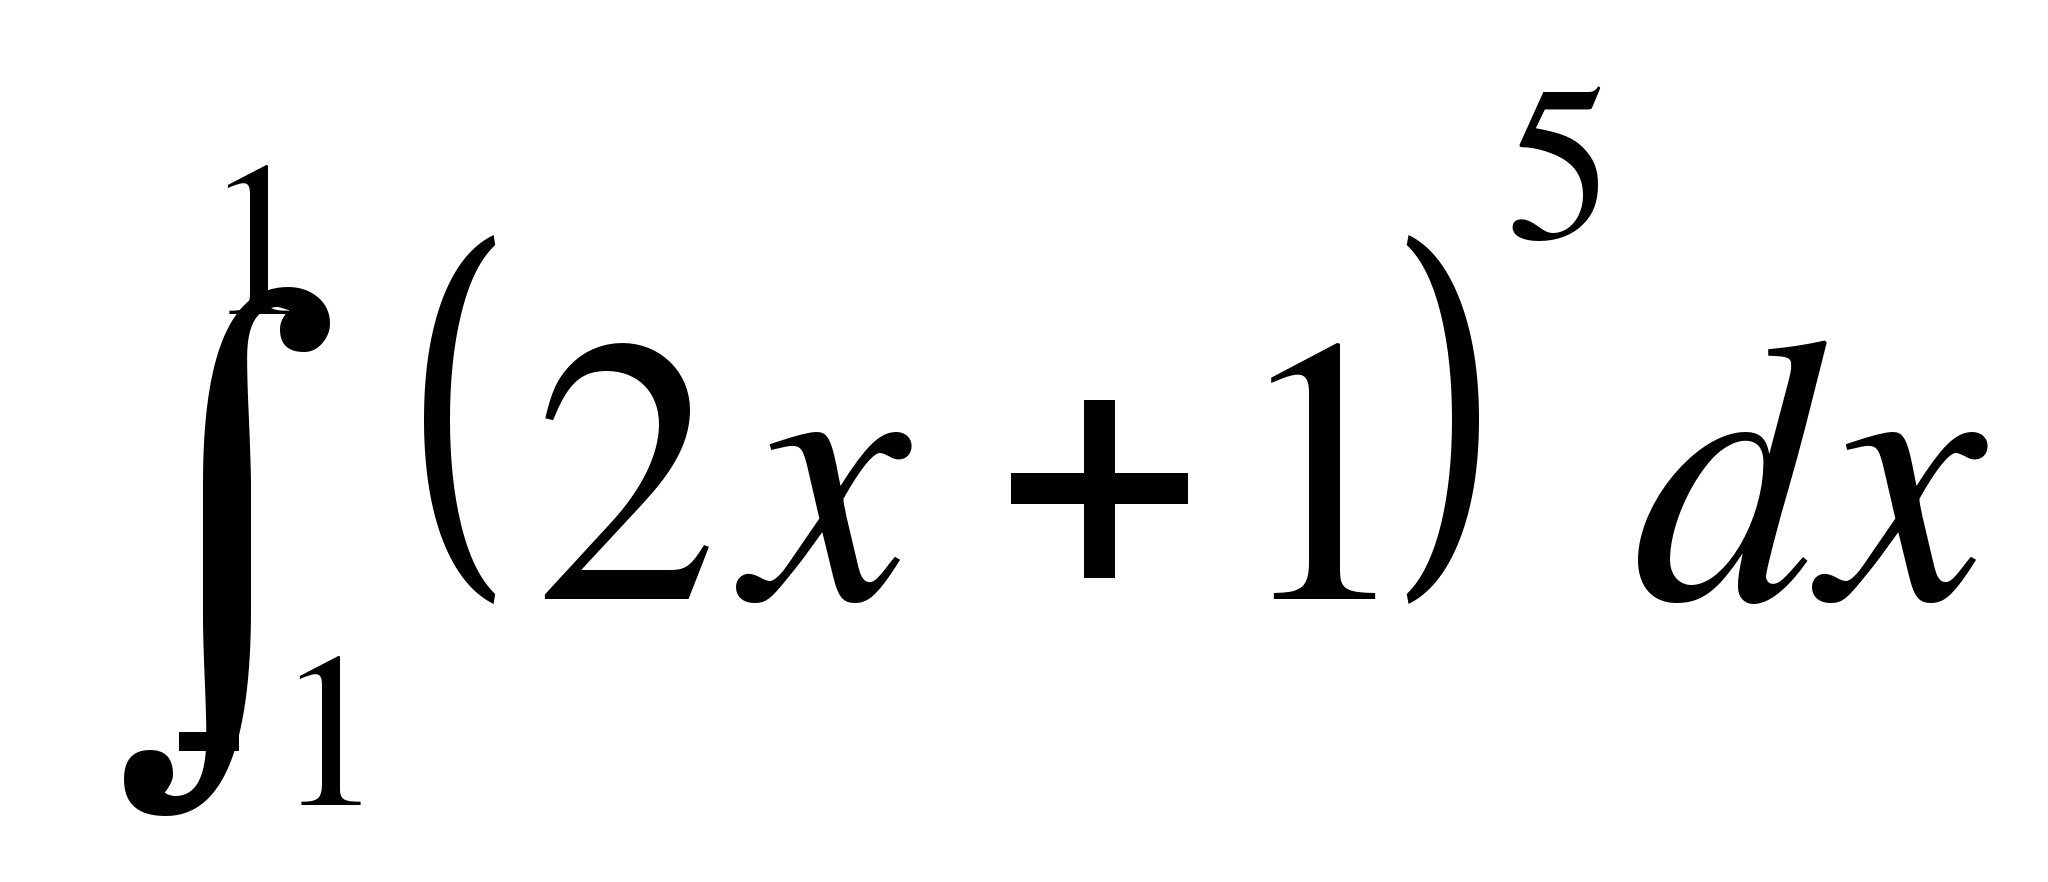 ∫_{-1}^{1} (2x + 1)^5 dx